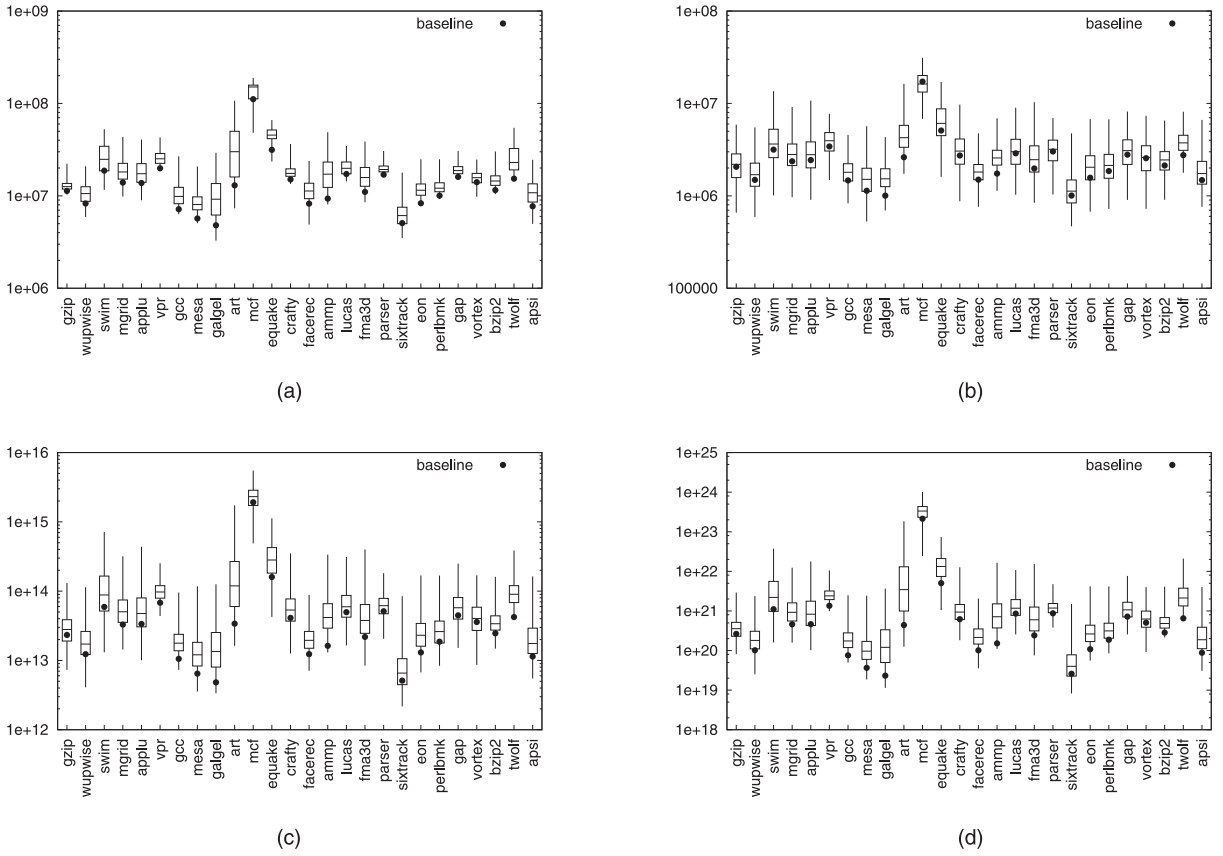 1e+09
1e+08
1e+07
1e+06
baseline
gzip
wupwise
swim
mgrid
applu
vpr
gcc
mesa
galgel
art
mcf
equake
crafty
facerec
ammp
lucas
fma3d
parser
sixtrack
eon
perlbmk
gap
vortex
bzip2
twolf
apsi
(a)
1e+08
1e+07
1e+06
100000
baseline
gzip
wupwise
swim
mgrid
applu
vpr
gcc
mesa
galgel
art
mcf
equake
crafty
facerec
ammp
lucas
fma3d
parser
sixtrack
eon
perlbmk
gap
vortex
bzip2
twolf
apsi
(b)
1e+16
1e+15
1e+14
1e+13
1e+12
baseline
gzip
wupwise
swim
mgrid
applu
vpr
gcc
mesa
galgel
art
mcf
equake
crafty
facerec
ammp
lucas
fma3d
parser
sixtrack
eon
perlbmk
gap
vortex
bzip2
twolf
apsi
(c)
1e+25
1e+24
1e+23
1e+22
1e+21
1e+20
1e+19
1e+18
baseline
gzip
wupwise
swim
mgrid
applu
vpr
gcc
mesa
galgel
art
mcf
equake
crafty
facerec
ammp
lucas
fma3d
parser
sixtrack
eon
perlbmk
gap
vortex
bzip2
twolf
apsi
(d)